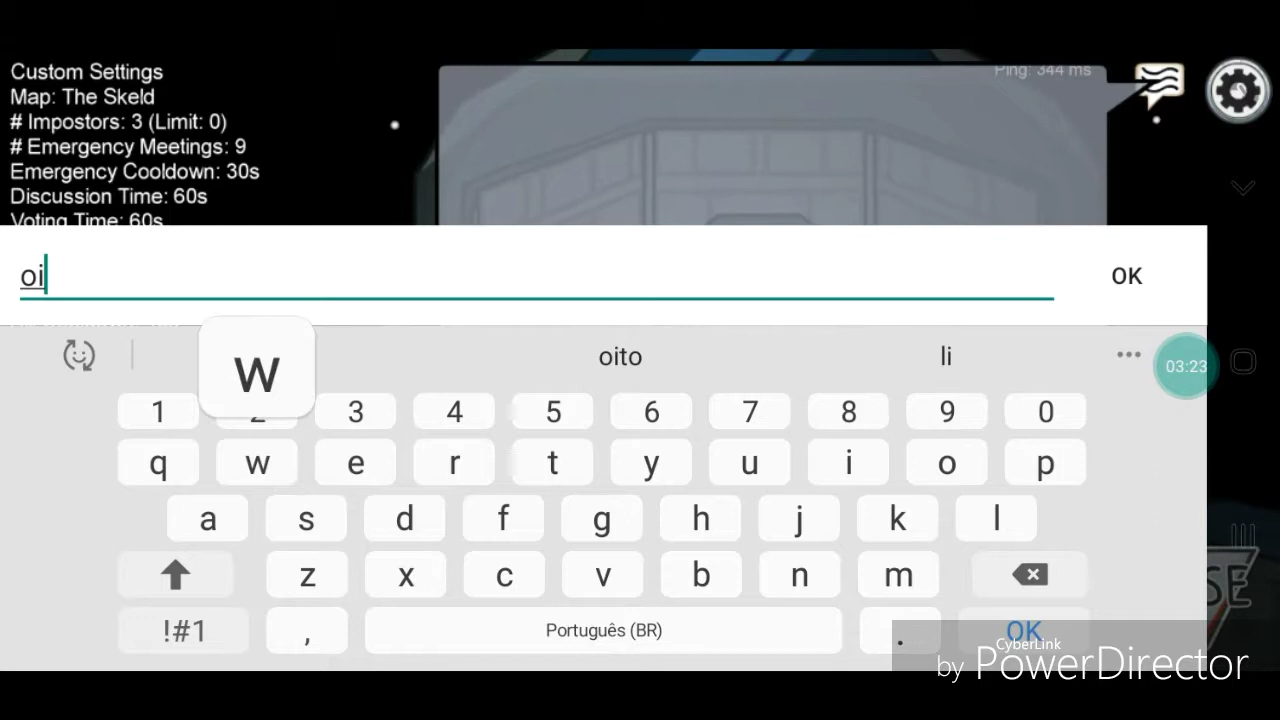 Custom Settings
Map: The Skeld
# Impostors: 3 (Limit: 0)
# Emergency Meetings: 9
Emergency Cooldown: 30s
Discussion Time: 60s
Voting Time: 60s
Ping: 344 ms
oi
OK
w
oito
li
03:23
1 2 3 4 5 6 7 8 9 0
q w e r t y u i o p
a s d f g h j k l
z x c v b n m
!#1 , Português (BR) . OK
CyberLink
by PowerDirector